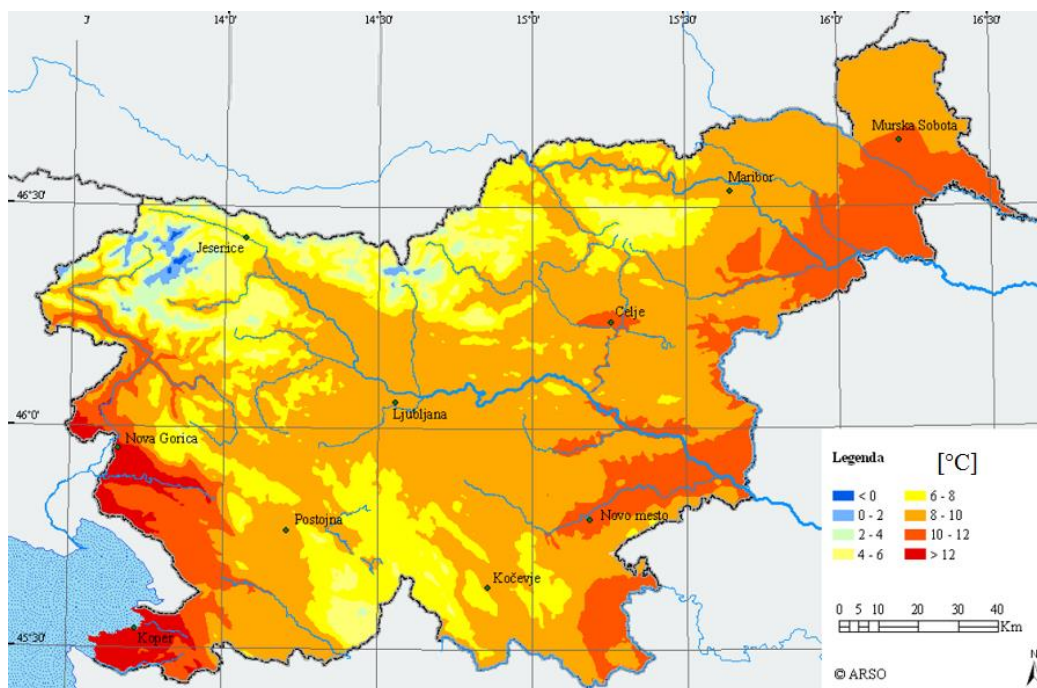 3' 14°0' 14°30' 15°0' 15°30' 16°0' 16°30'
Murska Sobota
Maribor
46°30'
Jesenice
Celje
Ljubljana
46°0'
Nova Gorica
Legenda [°C]
< 0 6 - 8
0 - 2 8 - 10
2 - 4 10 - 12
4 - 6 >12
Novo mesto
Postojna
Kočevje
0 5 10 20 30 40
Km
Koper
45°30'
N
© ARSO